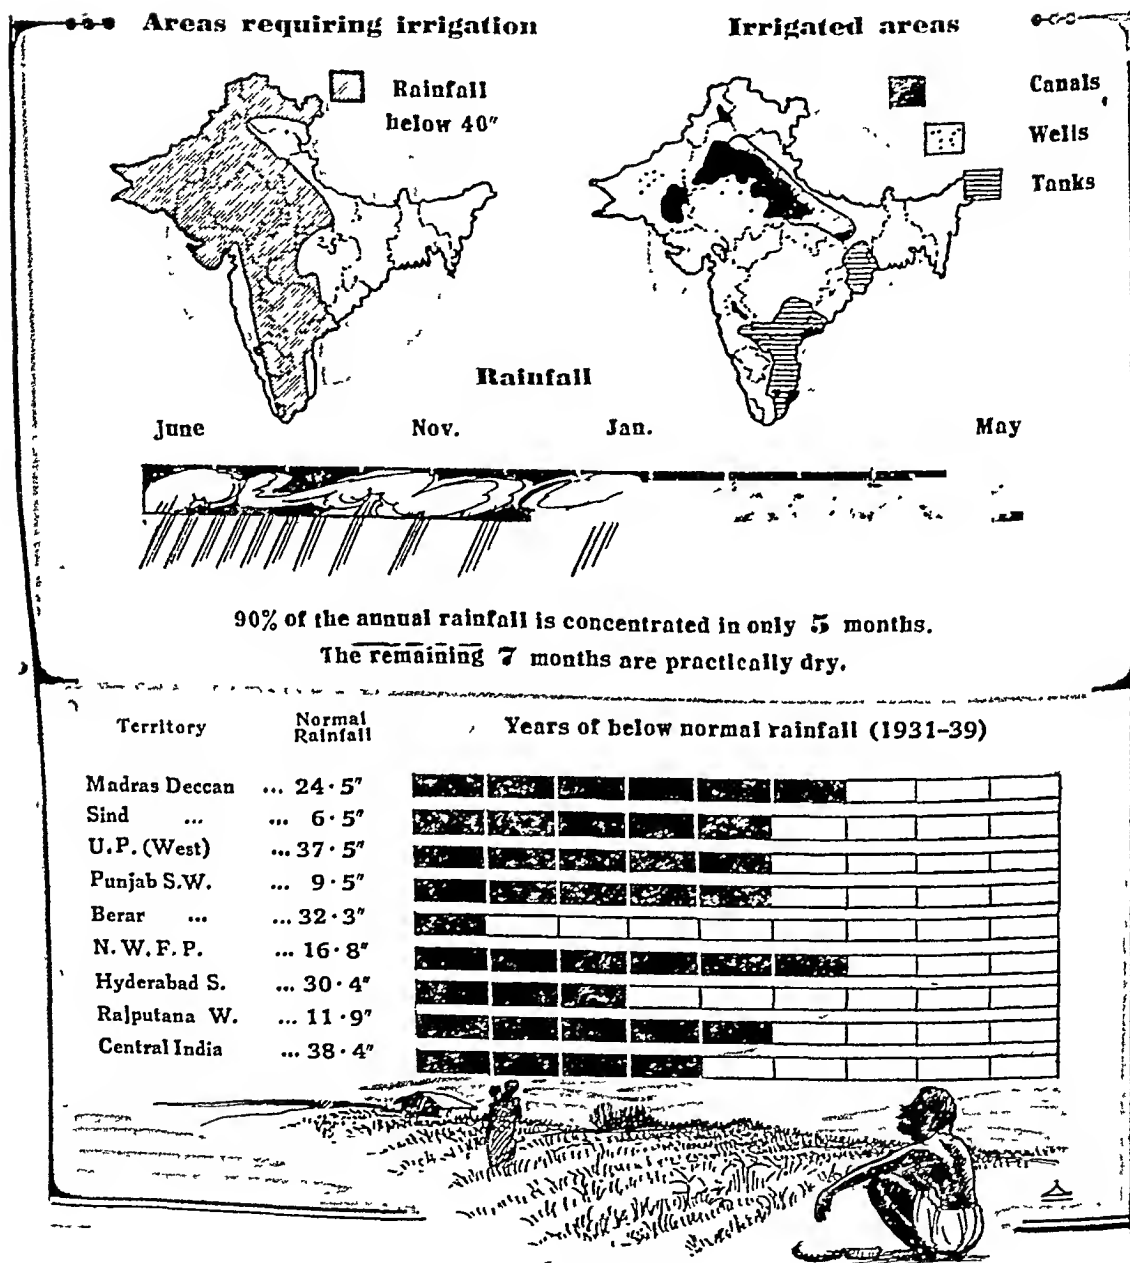 Areas requiring irrigation
Irrigated areas
Rainfall
below 40"
Canals
Wells
Tanks
Rainfall
June Nov. Jan. May
90% of the annual rainfall is concentrated in only 5 months.
The remaining 7 months are practically dry.
Territory
Normal
Rainfall
Years of below normal rainfall (1931-39)
Madras Deccan ... 24·5"
Sind ... ... 6·5"
U.P. (West) ... 37·5"
Punjab S.W. ... 9·5"
Berar ... ... 32·3"
N. W. F. P. ... 16·8"
Hyderabad S. ... 30·4"
Rajputana W. ... 11·9"
Central India ... 38·4"